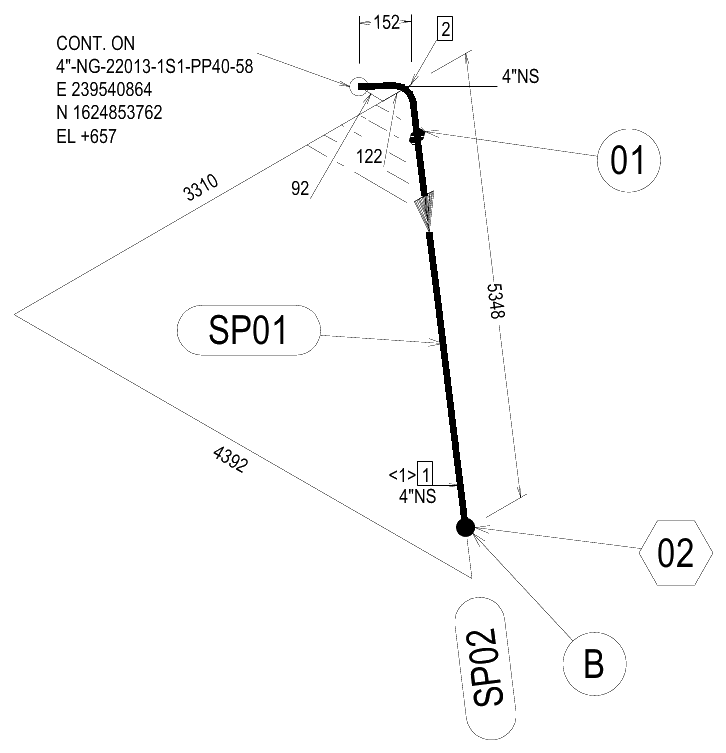 152
2
CONT. ON
4"-NG-22013-1S1-PP40-58
E 239540864
N 1624853762
EL +657
4"NS
01
122
92
3310
5348
SP01
4392
<1> 1
4"NS
02
B
SP02